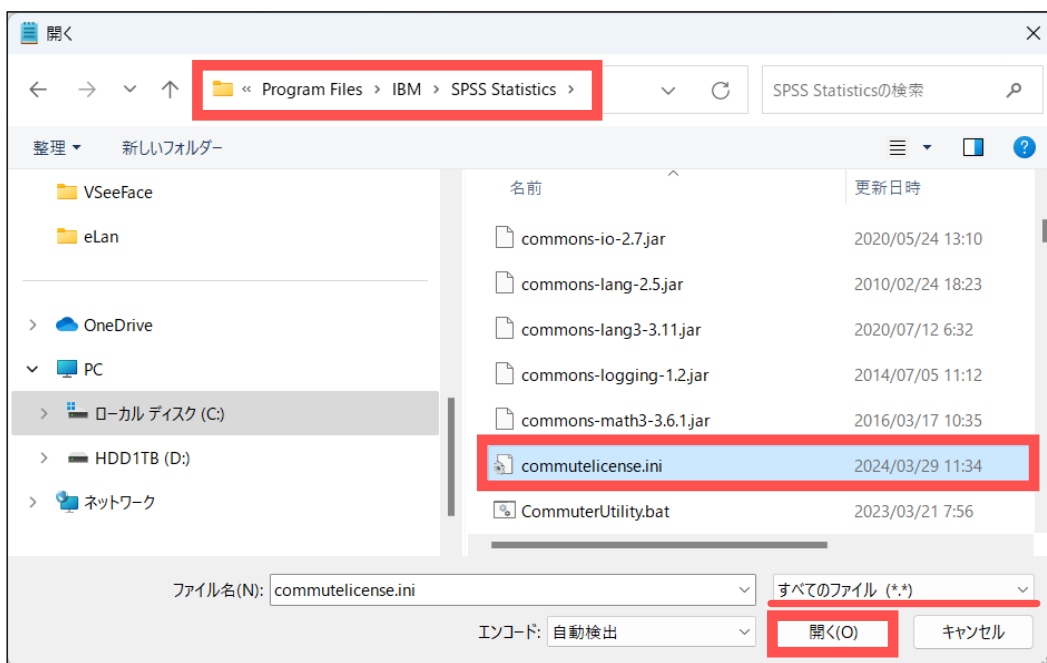 開く
« Program Files › IBM › SPSS Statistics ›
SPSS Statisticsの検索
整理
新しいフォルダー
VSeeFace
eLan
OneDrive
PC
ローカル ディスク (C:)
HDD1TB (D:)
ネットワーク
名前 更新日時
commons-io-2.7.jar 2020/05/24 13:10
commons-lang-2.5.jar 2010/02/24 18:23
commons-lang3-3.11.jar 2020/07/12 6:32
commons-logging-1.2.jar 2014/07/05 11:12
commons-math3-3.6.1.jar 2016/03/17 10:35
commutelicense.ini 2024/03/29 11:34
CommuterUtility.bat 2023/03/21 7:56
ファイル名(N): commutelicense.ini すべてのファイル (*.*)
エンコード: 自動検出 開く(O) キャンセル